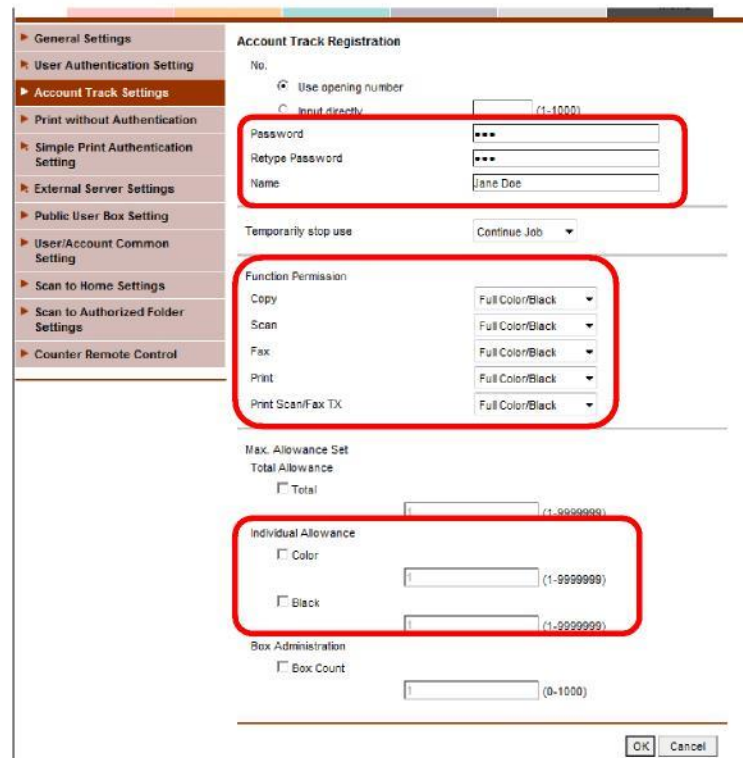 General Settings
User Authentication Setting
Account Track Settings
Print without Authentication
Simple Print Authentication
Setting
External Server Settings
Public User Box Setting
User/Account Common
Setting
Scan to Home Settings
Scan to Authorized Folder
Settings
Counter Remote Control
Account Track Registration
No.
Use opening number
Input directly (1-1000)
Password •••
Retype Password •••
Name Jane Doe
Temporarily stop use Continue Job
Function Permission
Copy Full Color/Black
Scan Full Color/Black
Fax Full Color/Black
Print Full Color/Black
Print Scan/Fax TX Full Color/Black
Max. Allowance Set
Total Allowance
Total
1 (1-9999999)
Individual Allowance
Color
1 (1-9999999)
Black
1 (1-9999999)
Box Administration
Box Count
1 (0-1000)
OK Cancel